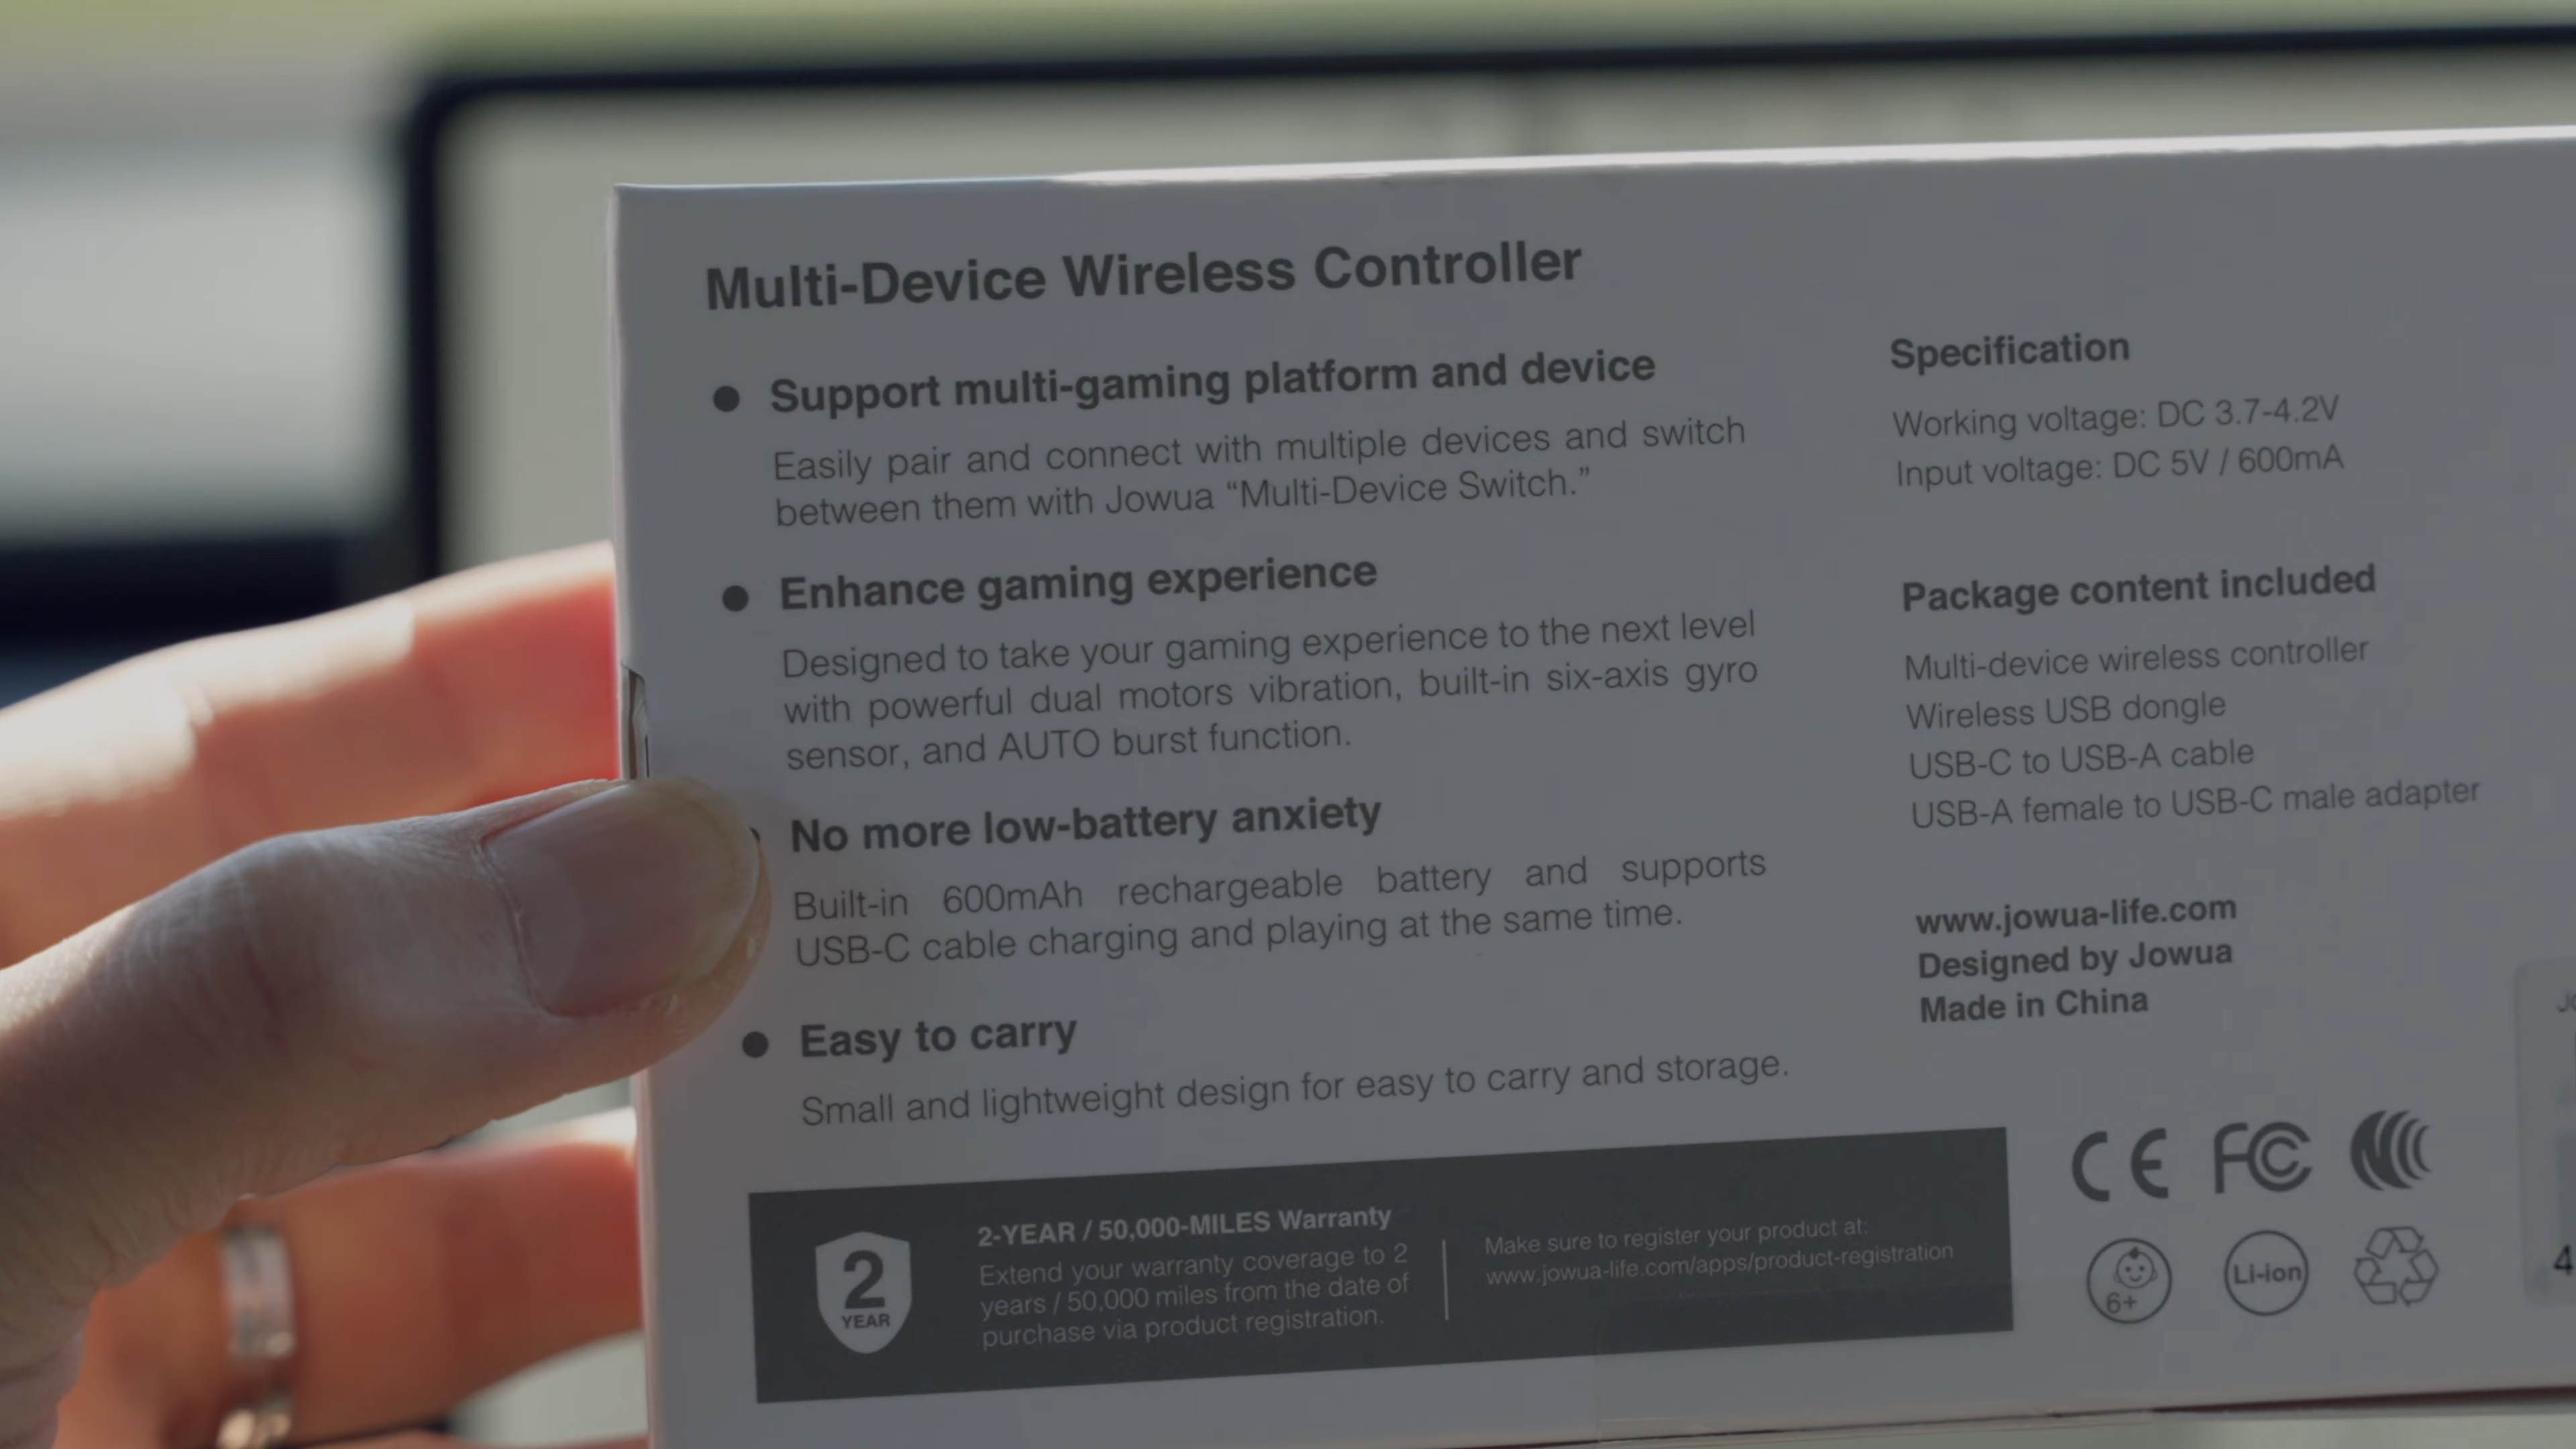 Multi-Device Wireless Controller
Support multi-gaming platform and device
Easily pair and connect with multiple devices and switch
between them with Jowua “Multi-Device Switch.”
Enhance gaming experience
Designed to take your gaming experience to the next level
with powerful dual motors vibration, built-in six-axis gyro
sensor, and AUTO burst function.
No more low-battery anxiety
Built-in 600mAh rechargeable battery and supports
USB-C cable charging and playing at the same time.
Easy to carry
Small and lightweight design for easy to carry and storage.
2
YEAR
2-YEAR / 50,000-MILES Warranty
Extend your warranty coverage to 2
years / 50,000 miles from the date of
purchase via product registration.
Make sure to register your product at:
www.jowua-life.com/apps/product-registration
Specification
Working voltage: DC 3.7-4.2V
Input voltage: DC 5V / 600mA
Package content included
Multi-device wireless controller
Wireless USB dongle
USB-C to USB-A cable
USB-A female to USB-C male adapter
www.jowua-life.com
Designed by Jowua
Made in China
CE FC
6+
Li-ion
4